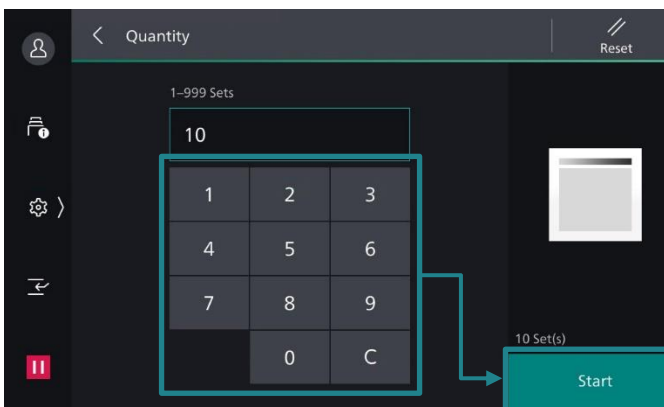 Quantity
Reset
1–999 Sets
10
1 2 3
4 5 6
7 8 9
0 C
10 Set(s)
Start